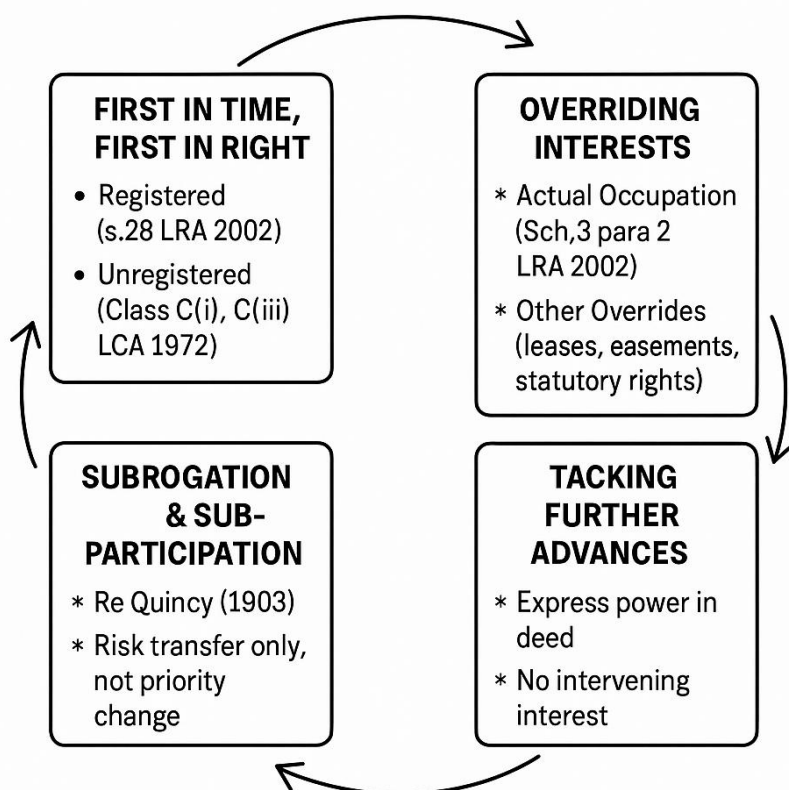 FIRST IN TIME,
FIRST IN RIGHT
• Registered
(s.28 LRA 2002)
• Unregistered
(Class C(i), C(iii)
LCA 1972)
OVERRIDING
INTERESTS
* Actual Occupation
(Sch,3 para 2
LRA 2002)
* Other Overrides
(leases, easements,
statutory rights)
SUBROGATION
& SUB-
PARTICIPATION
* Re Quincy (1903)
* Risk transfer only,
not priority
change
TACKING
FURTHER
ADVANCES
* Express power in
deed
* No intervening
interest